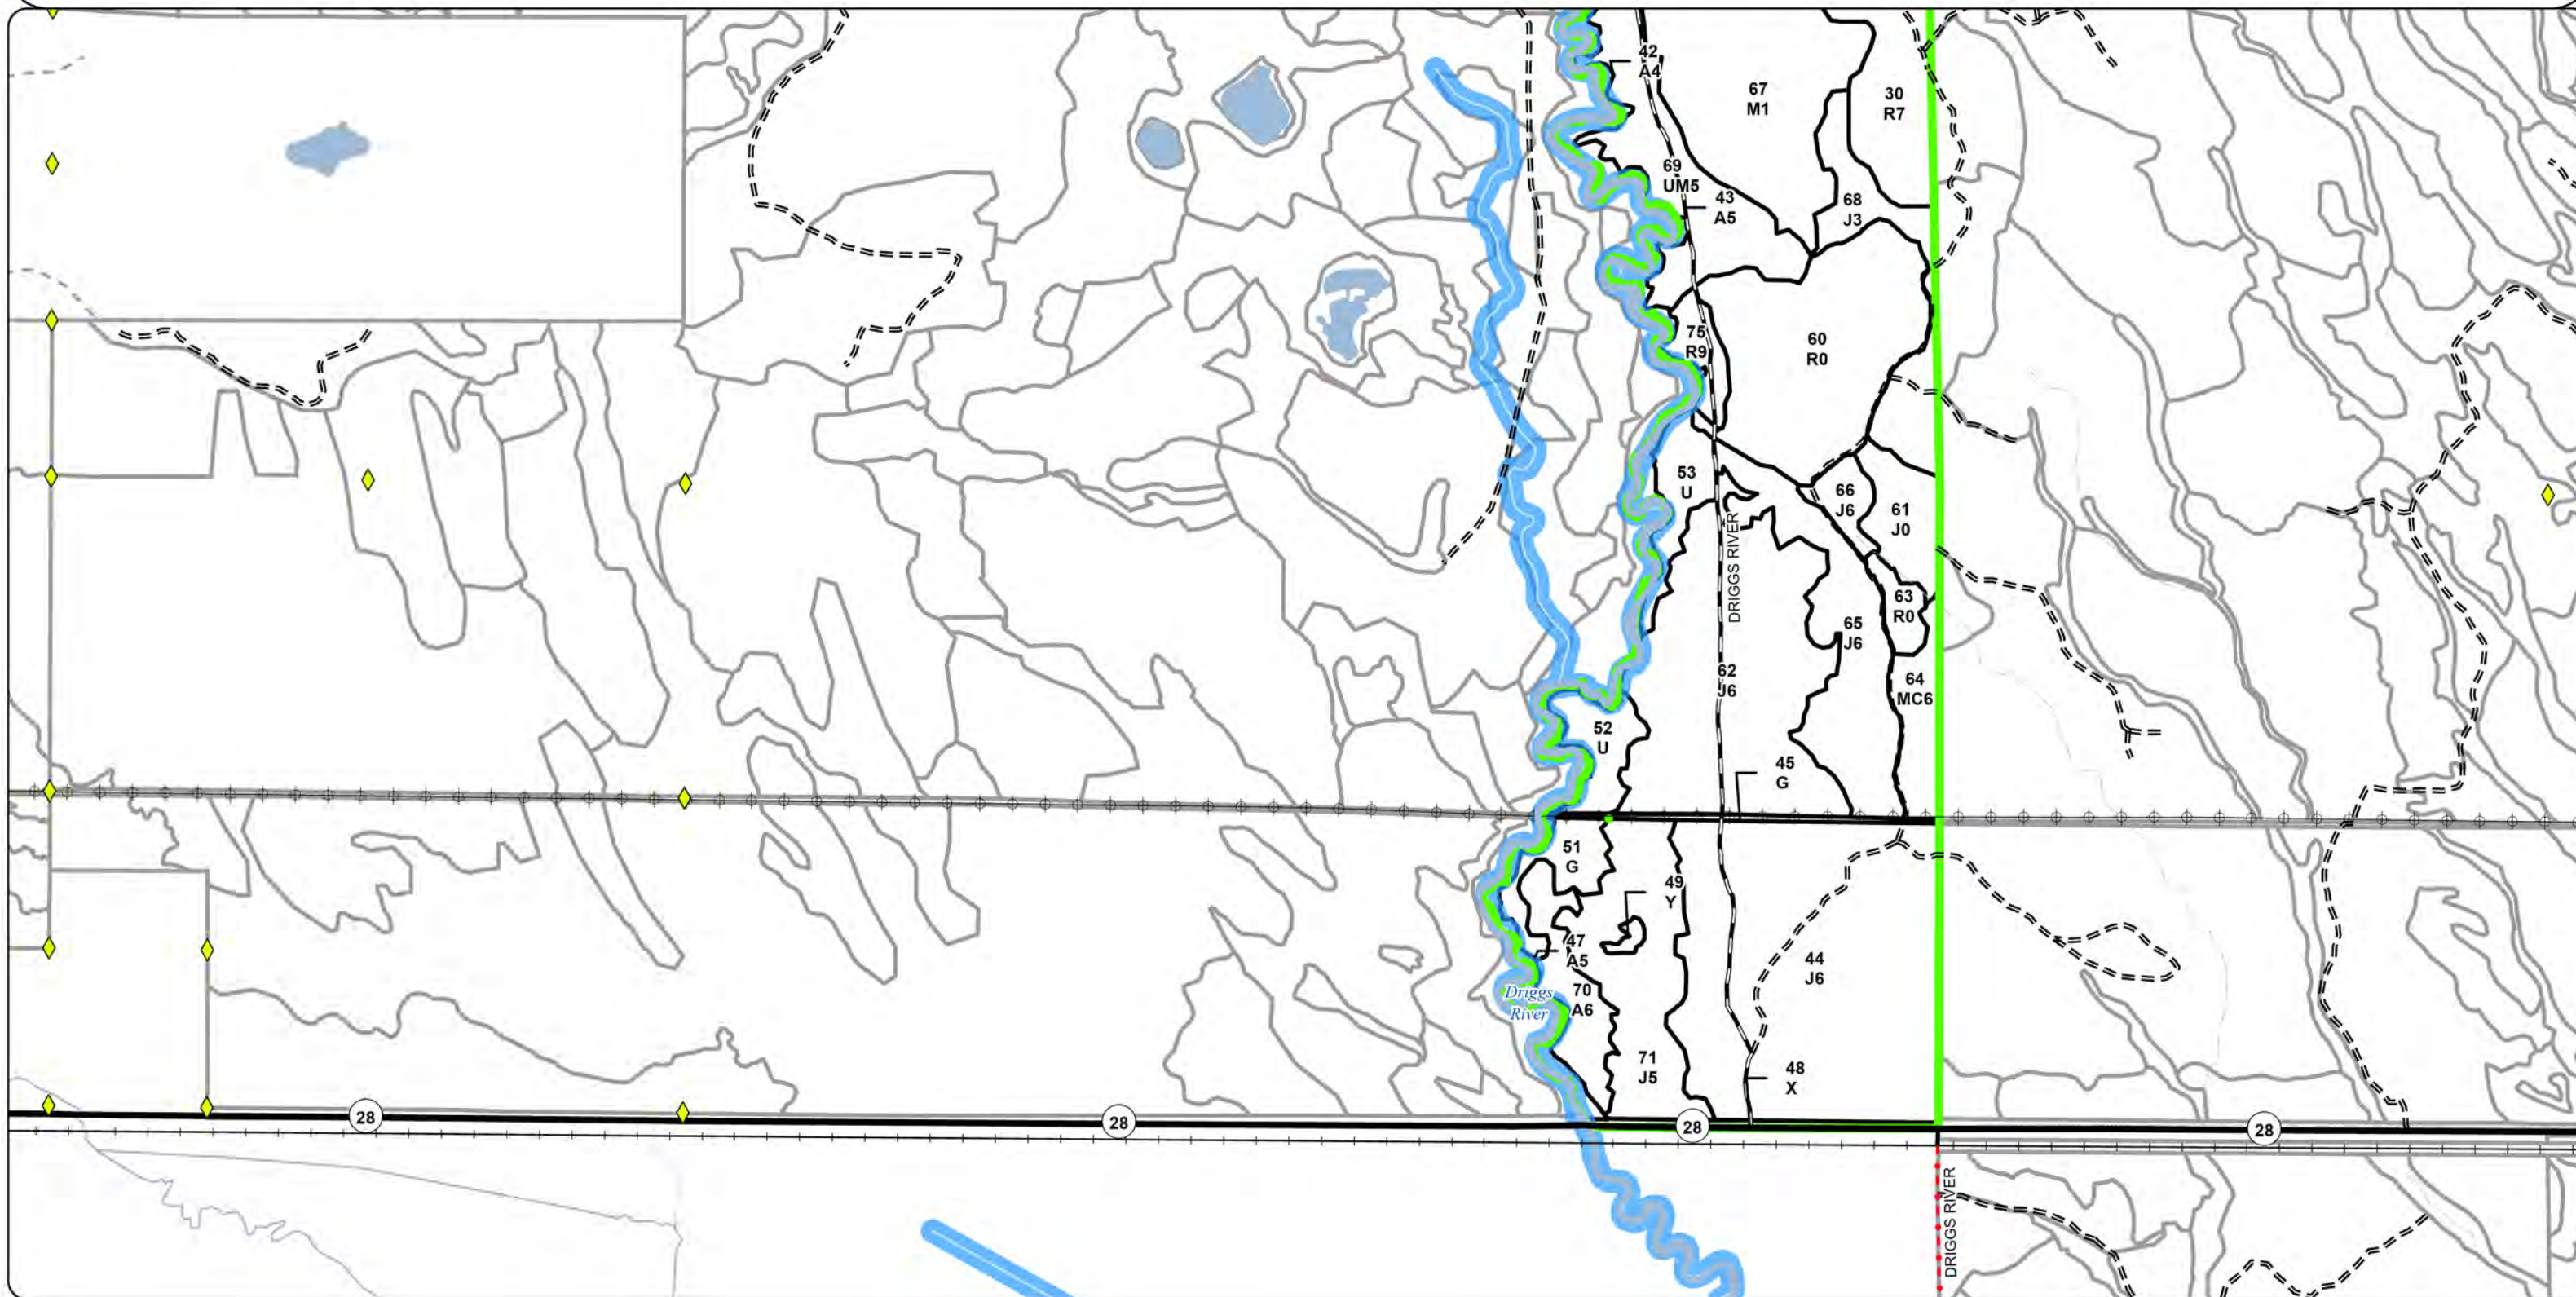 42
A4
67
M1
30
R7
69
UM5
43
A5
68
J3
75
R9
60
R0
53
U
66
J6
61
J0
DRIGGS RIVER
63
R0
65
J6
62
J6
64
MC6
52
U
45
G
51
G
49
Y
47
A5
44
J6
70
A6
Driggs
River
71
J5
48
X
28
28
28
28
DRIGGS RIVER